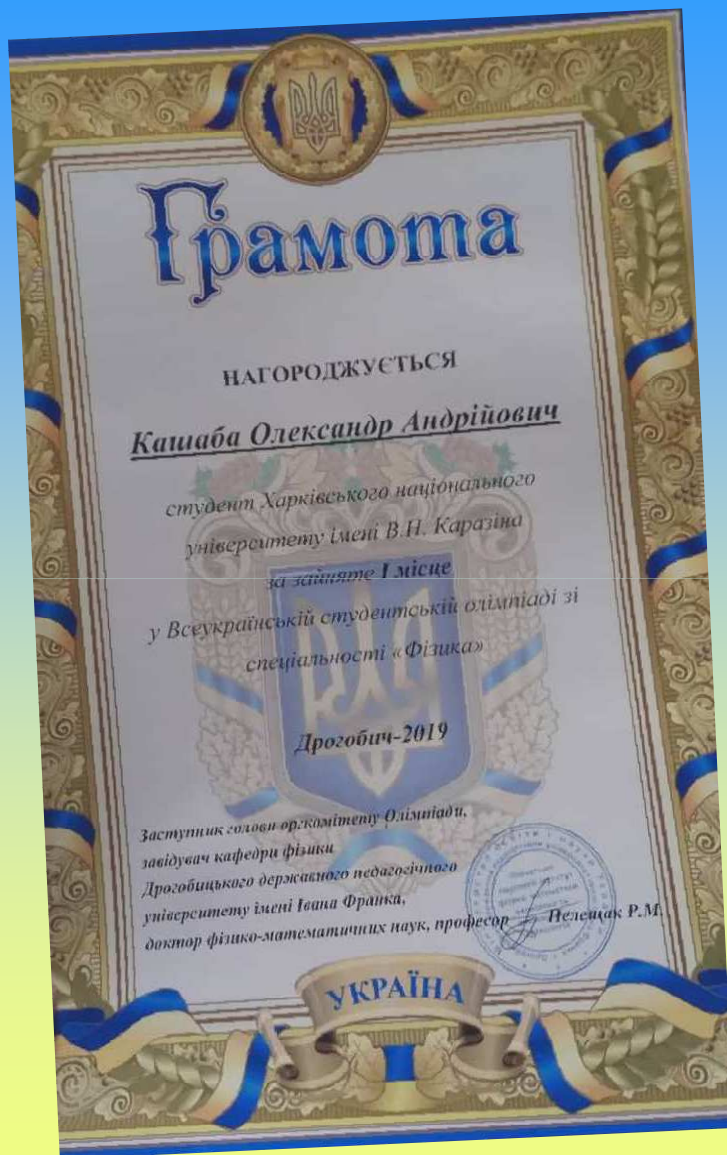 Грамота
НАГОРОДЖУЄТЬСЯ
Кашаба Олександр Андрійович
студент Харківського національного
університету імені В.Н. Каразіна
за зайняте І місце
у Всеукраїнській студентській олімпіаді зі
спеціальності «Фізика»
Дрогобич-2019
Заступник голови оргкомітету Олімпіади,
завідувач кафедри фізики
Дрогобицького державного педагогічного
університету імені Івана Франка,
доктор фізико-математичних наук, професор Пелещак Р.М.
УКРАЇНА